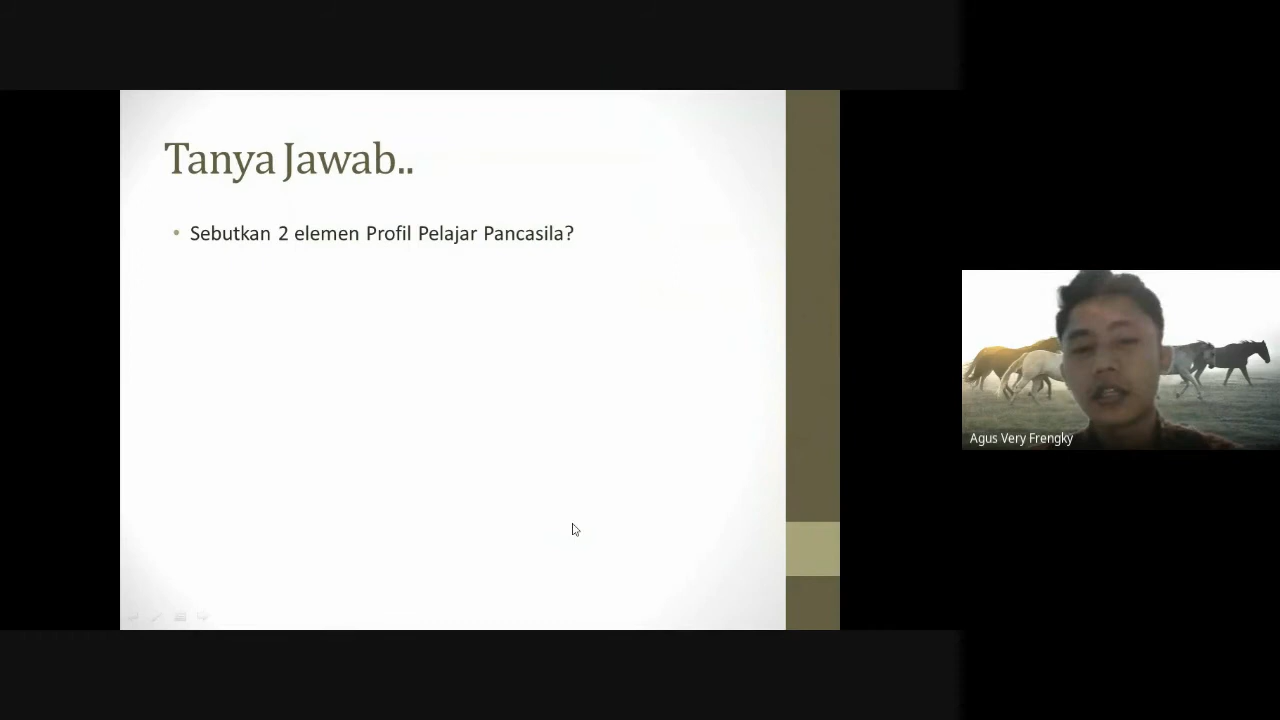 Tanya Jawab..
• Sebutkan 2 elemen Profil Pelajar Pancasila?
Agus Very Frengky